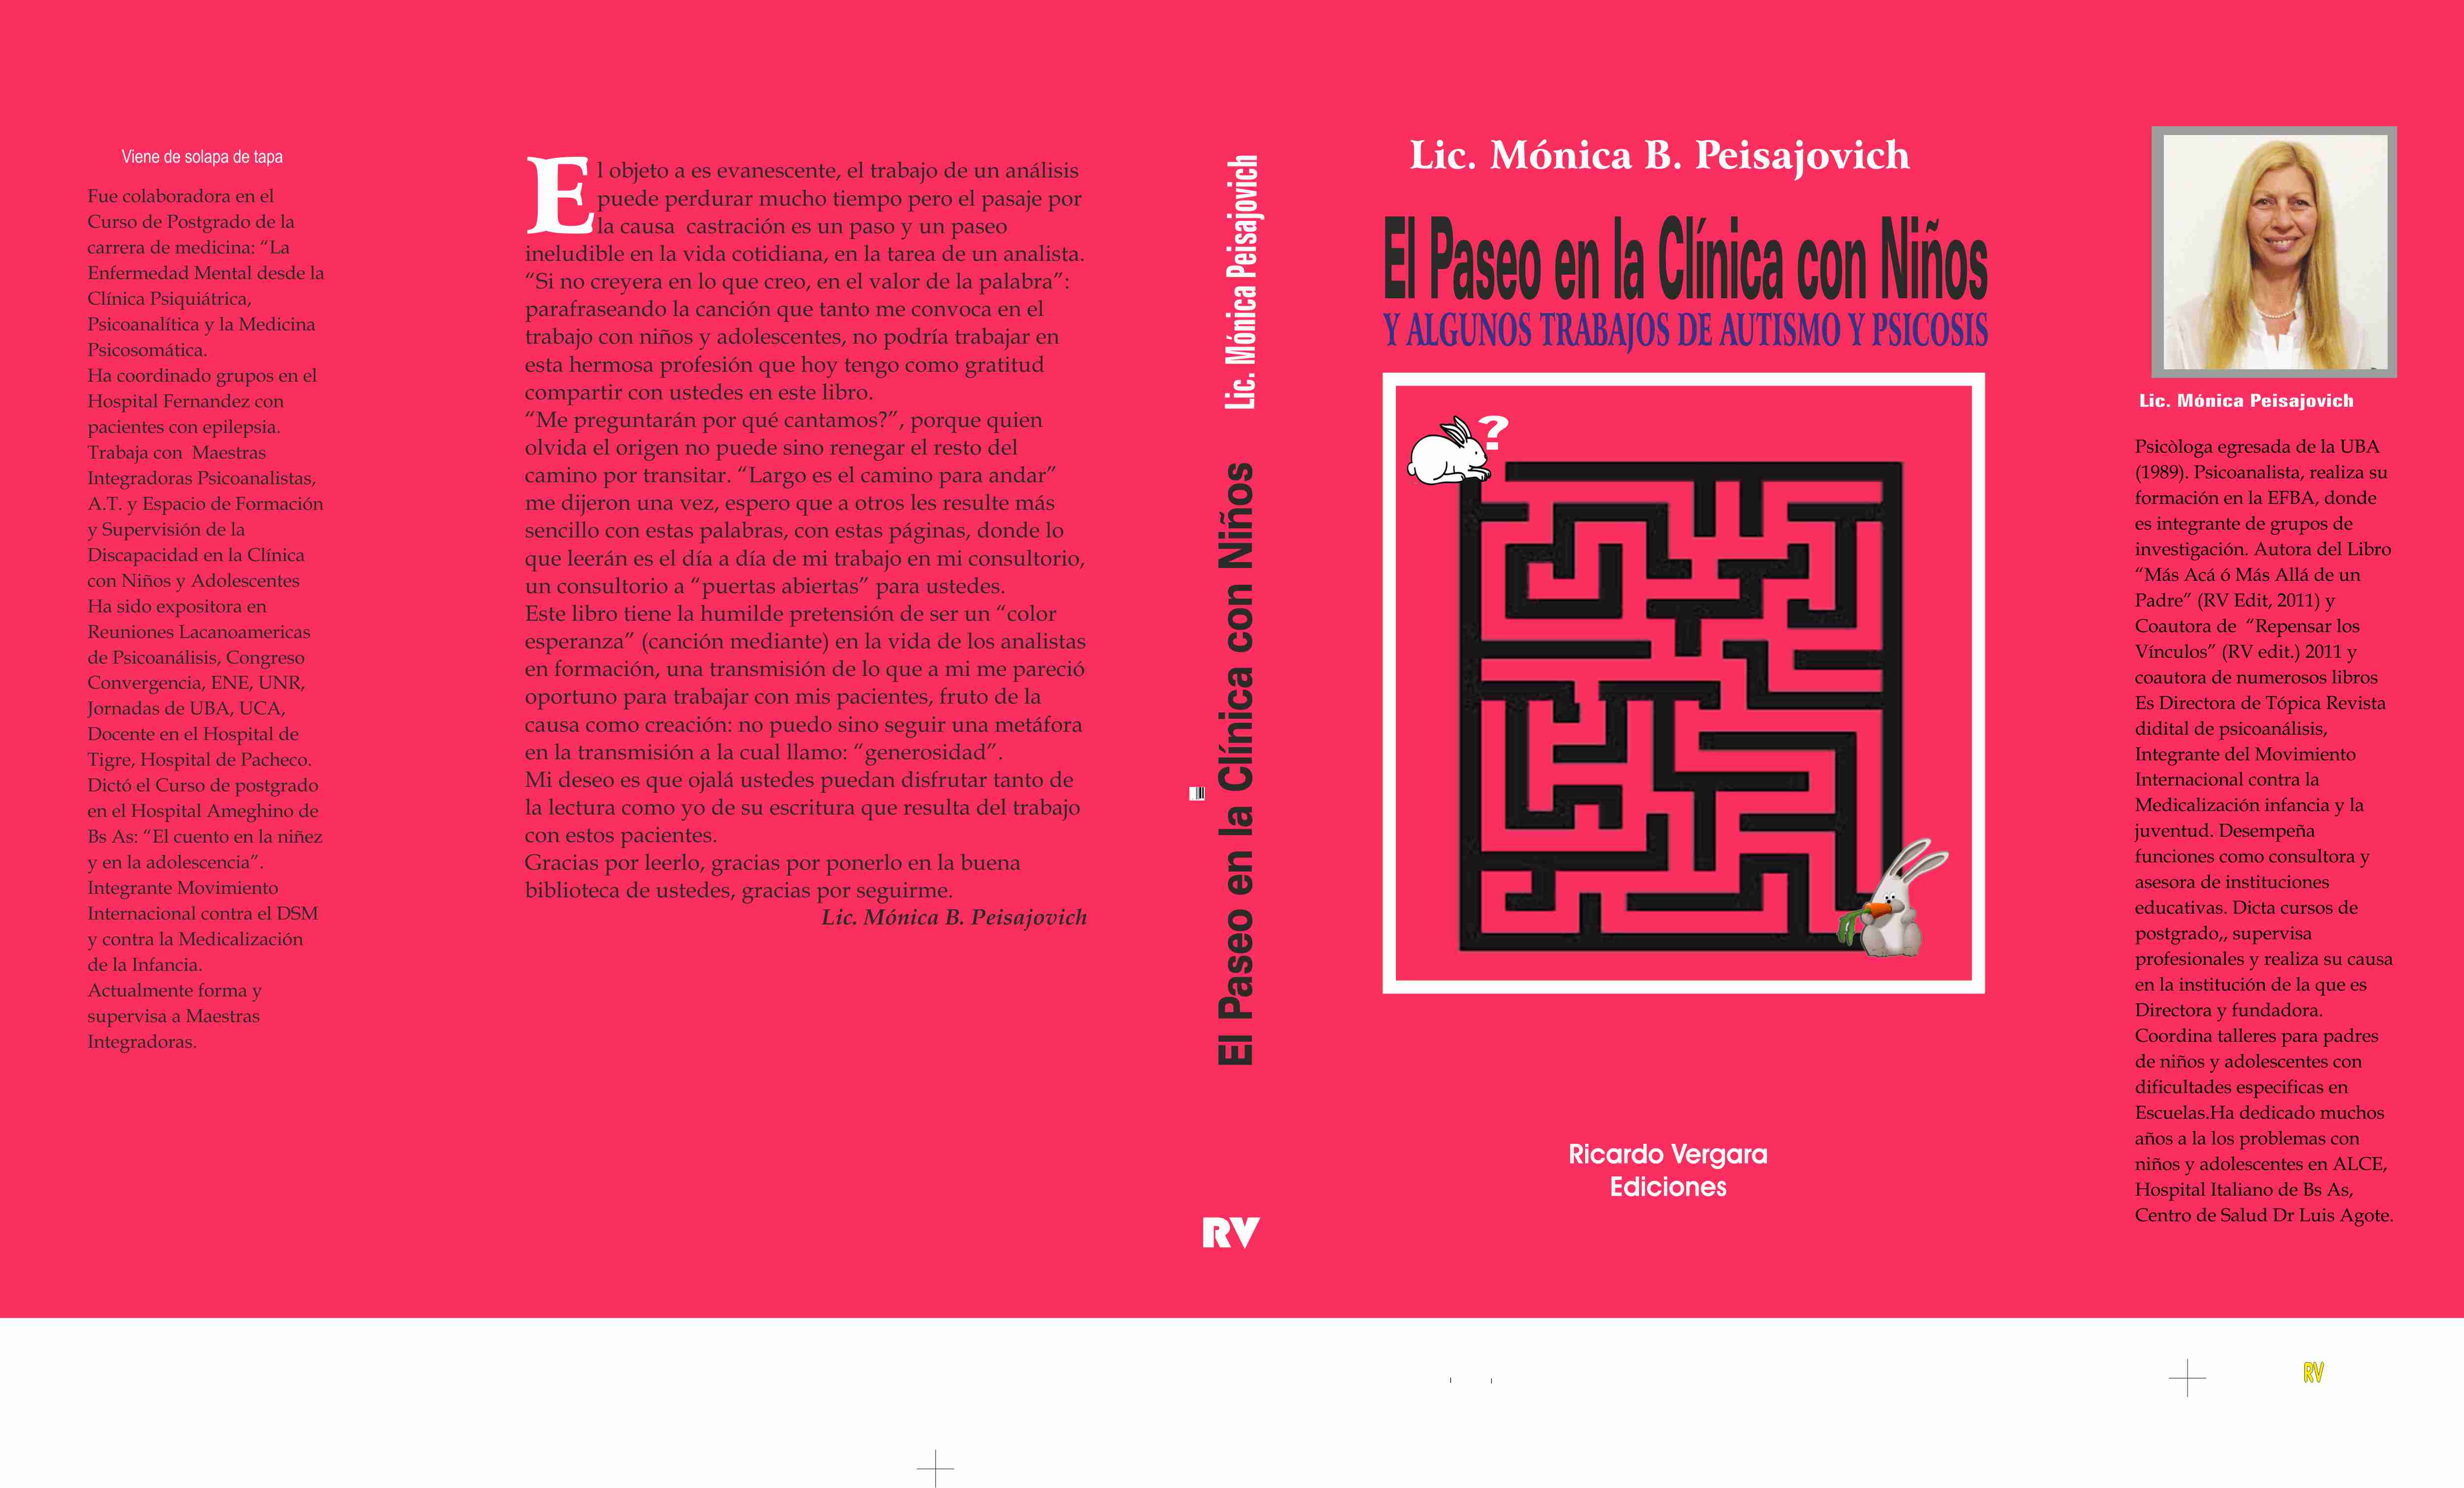 Viene de solapa de tapa
Fue colaboradora en el
Curso de Postgrado de la
carrera de medicina: “La
Enfermedad Mental desde la
Clínica Psiquiátrica,
Psicoanalítica y la Medicina
Psicosomática.
Ha coordinado grupos en el
Hospital Fernandez con
pacientes con epilepsia.
Trabaja con Maestras
Integradoras Psicoanalistas,
A.T. y Espacio de Formación
y Supervisión de la
Discapacidad en la Clínica
con Niños y Adolescentes
Ha sido expositora en
Reuniones Lacanoamericas
de Psicoanálisis, Congreso
Convergencia, ENE, UNR,
Jornadas de UBA, UCA,
Docente en el Hospital de
Tigre, Hospital de Pacheco.
Dictó el Curso de postgrado
en el Hospital Ameghino de
Bs As: “El cuento en la niñez
y en la adolescencia”.
Integrante Movimiento
Internacional contra el DSM
y contra la Medicalización
de la Infancia.
Actualmente forma y
supervisa a Maestras
Integradoras.
El objeto a es evanescente, el trabajo de un análisis
puede perdurar mucho tiempo pero el pasaje por
la causa castración es un paso y un paseo
ineludible en la vida cotidiana, en la tarea de un analista.
“Si no creyera en lo que creo, en el valor de la palabra”:
parafraseando la canción que tanto me convoca en el
trabajo con niños y adolescentes, no podría trabajar en
esta hermosa profesión que hoy tengo como gratitud
compartir con ustedes en este libro.
“Me preguntarán por qué cantamos?”, porque quien
olvida el origen no puede sino renegar el resto del
camino por transitar. “Largo es el camino para andar”
me dijeron una vez, espero que a otros les resulte más
sencillo con estas palabras, con estas páginas, donde lo
que leerán es el día a día de mi trabajo en mi consultorio,
un consultorio a “puertas abiertas” para ustedes.
Este libro tiene la humilde pretensión de ser un “color
esperanza” (canción mediante) en la vida de los analistas
en formación, una transmisión de lo que a mi me pareció
oportuno para trabajar con mis pacientes, fruto de la
causa como creación: no puedo sino seguir una metáfora
en la transmisión a la cual llamo: “generosidad”.
Mi deseo es que ojalá ustedes puedan disfrutar tanto de
la lectura como yo de su escritura que resulta del trabajo
con estos pacientes.
Gracias por leerlo, gracias por ponerlo en la buena
biblioteca de ustedes, gracias por seguirme.
Lic. Mónica B. Peisajovich
El Paseo en la Clínica con Niños Lic. Mónica Peisajovich
RV
Lic. Mónica B. Peisajovich
El Paseo en la Clínica con Niños
Y ALGUNOS TRABAJOS DE AUTISMO Y PSICOSIS
?
Ricardo Vergara
Ediciones
Lic. Mónica Peisajovich
Psicòloga egresada de la UBA
(1989). Psicoanalista, realiza su
formación en la EFBA, donde
es integrante de grupos de
investigación. Autora del Libro
“Más Acá ó Más Allá de un
Padre” (RV Edit, 2011) y
Coautora de “Repensar los
Vínculos” (RV edit.) 2011 y
coautora de numerosos libros
Es Directora de Tópica Revista
didital de psicoanálisis,
Integrante del Movimiento
Internacional contra la
Medicalización infancia y la
juventud. Desempeña
funciones como consultora y
asesora de instituciones
educativas. Dicta cursos de
postgrado,, supervisa
profesionales y realiza su causa
en la institución de la que es
Directora y fundadora.
Coordina talleres para padres
de niños y adolescentes con
dificultades especificas en
Escuelas.Ha dedicado muchos
años a la los problemas con
niños y adolescentes en ALCE,
Hospital Italiano de Bs As,
Centro de Salud Dr Luis Agote.
RV